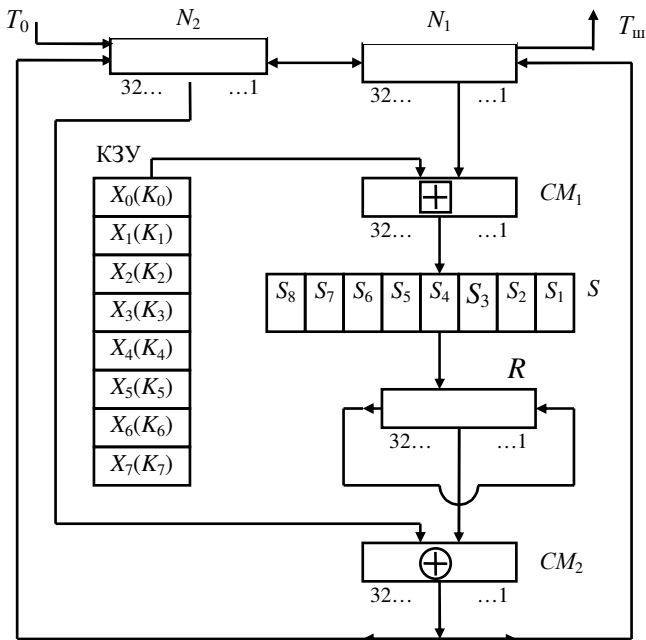 T₀ N₂ N₁ Tш
32… …1 32… …1
КЗУ
X₀(K₀) CM₁
X₁(K₁) 32… …1
X₂(K₂) S₈ S₇ S₆ S₅ S₄ S₃ S₂ S₁ S
X₃(K₃)
X₄(K₄) R
X₅(K₅)
X₆(K₆) 32… …1
X₇(K₇)
CM₂
32… …1